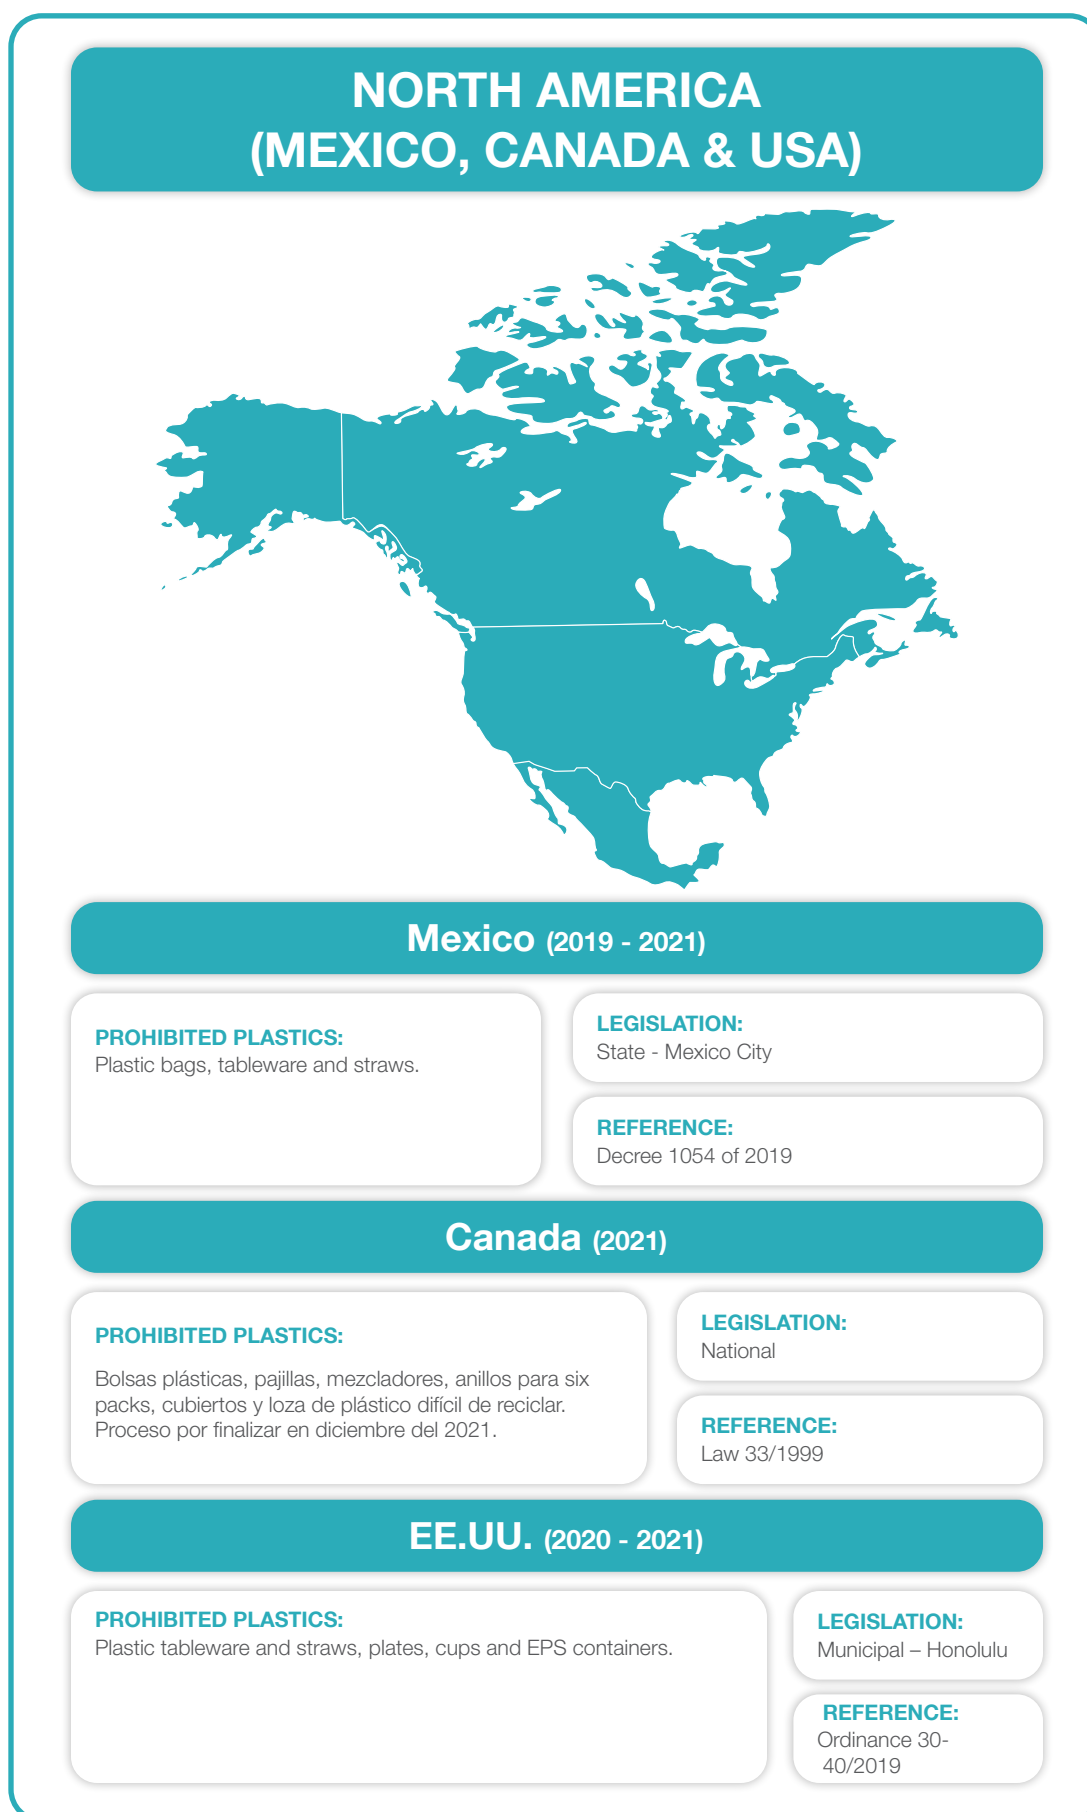 NORTH AMERICA
(MEXICO, CANADA & USA)
Mexico (2019 - 2021)
PROHIBITED PLASTICS:
Plastic bags, tableware and straws.
LEGISLATION:
State - Mexico City
REFERENCE:
Decree 1054 of 2019
Canada (2021)
PROHIBITED PLASTICS:
Bolsas plásticas, pajillas, mezcladores, anillos para six
packs, cubiertos y loza de plástico difícil de reciclar.
Proceso por finalizar en diciembre del 2021.
LEGISLATION:
National
REFERENCE:
Law 33/1999
EE.UU. (2020 - 2021)
PROHIBITED PLASTICS:
Plastic tableware and straws, plates, cups and EPS containers.
LEGISLATION:
Municipal – Honolulu
REFERENCE:
Ordinance 30-
40/2019